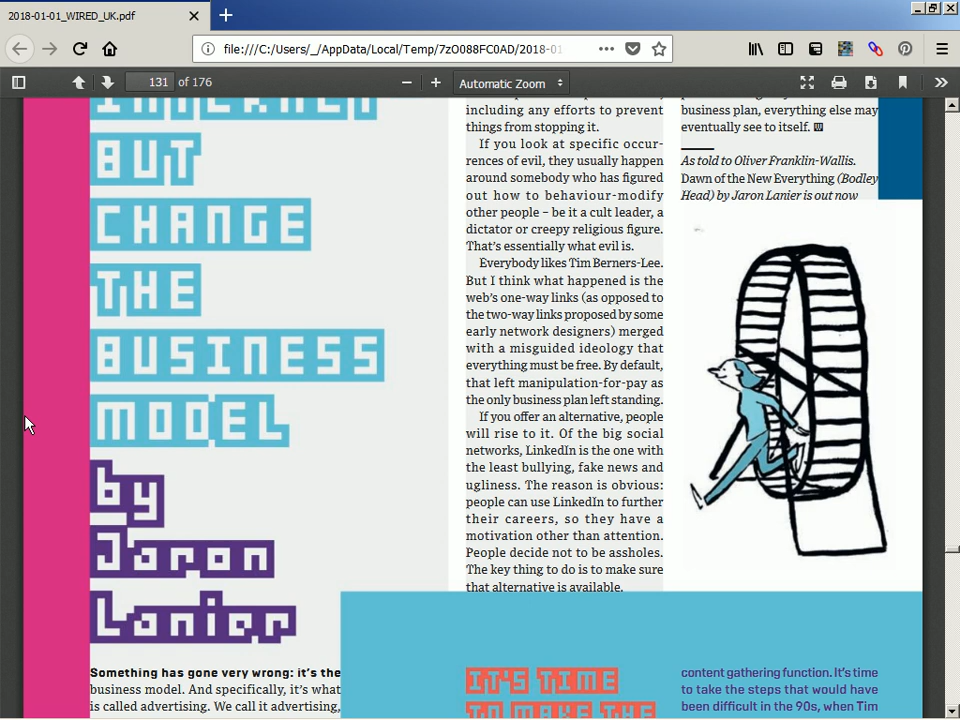 2018-01-01_WIRED_UK.pdf
file:///C:/Users/_/AppData/Local/Temp/7zO088FC0AD/2018-01
131 of 176
Automatic Zoom
BUT
CHANGE
THE
BUSINESS
MODEL
by
Jaron
Lanier
Something has gone very wrong: it's the
business model. And specifically, it's what
is called advertising. We call it advertising,
including any efforts to prevent
things from stopping it.
If you look at specific occur-
rences of evil, they usually happen
around somebody who has figured
out how to behaviour-modify
other people – be it a cult leader, a
dictator or creepy religious figure.
That's essentially what evil is.
Everybody likes Tim Berners-Lee.
But I think what happened is the
web's one-way links (as opposed to
the two-way links proposed by some
early network designers) merged
with a misguided ideology that
everything must be free. By default,
that left manipulation-for-pay as
the only business plan left standing.
If you offer an alternative, people
will rise to it. Of the big social
networks, LinkedIn is the one with
the least bullying, fake news and
ugliness. The reason is obvious:
people can use LinkedIn to further
their careers, so they have a
motivation other than attention.
People decide not to be assholes.
The key thing to do is to make sure
that alternative is available.
business plan, everything else may
eventually see to itself.
As told to Oliver Franklin-Wallis.
Dawn of the New Everything (Bodley
Head) by Jaron Lanier is out now
IT'S TIME
TO MAKE THE
content gathering function. It's time
to take the steps that would have
been difficult in the 90s, when Tim